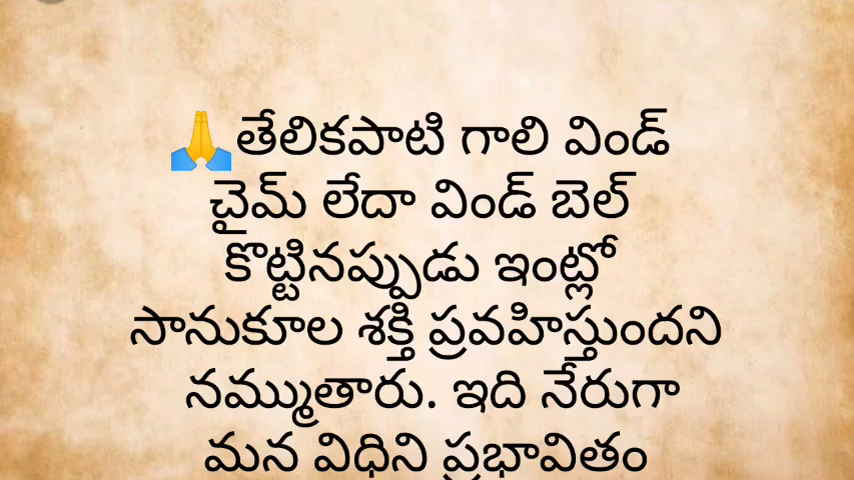 🙏తేలికపాటి గాలి విండ్
చైమ్ లేదా విండ్ బెల్
కొట్టినప్పుడు ఇంట్లో
సానుకూల శక్తి ప్రవహిస్తుందని
నమ్ముతారు. ఇది నేరుగా
మన విధిని ప్రభావితం